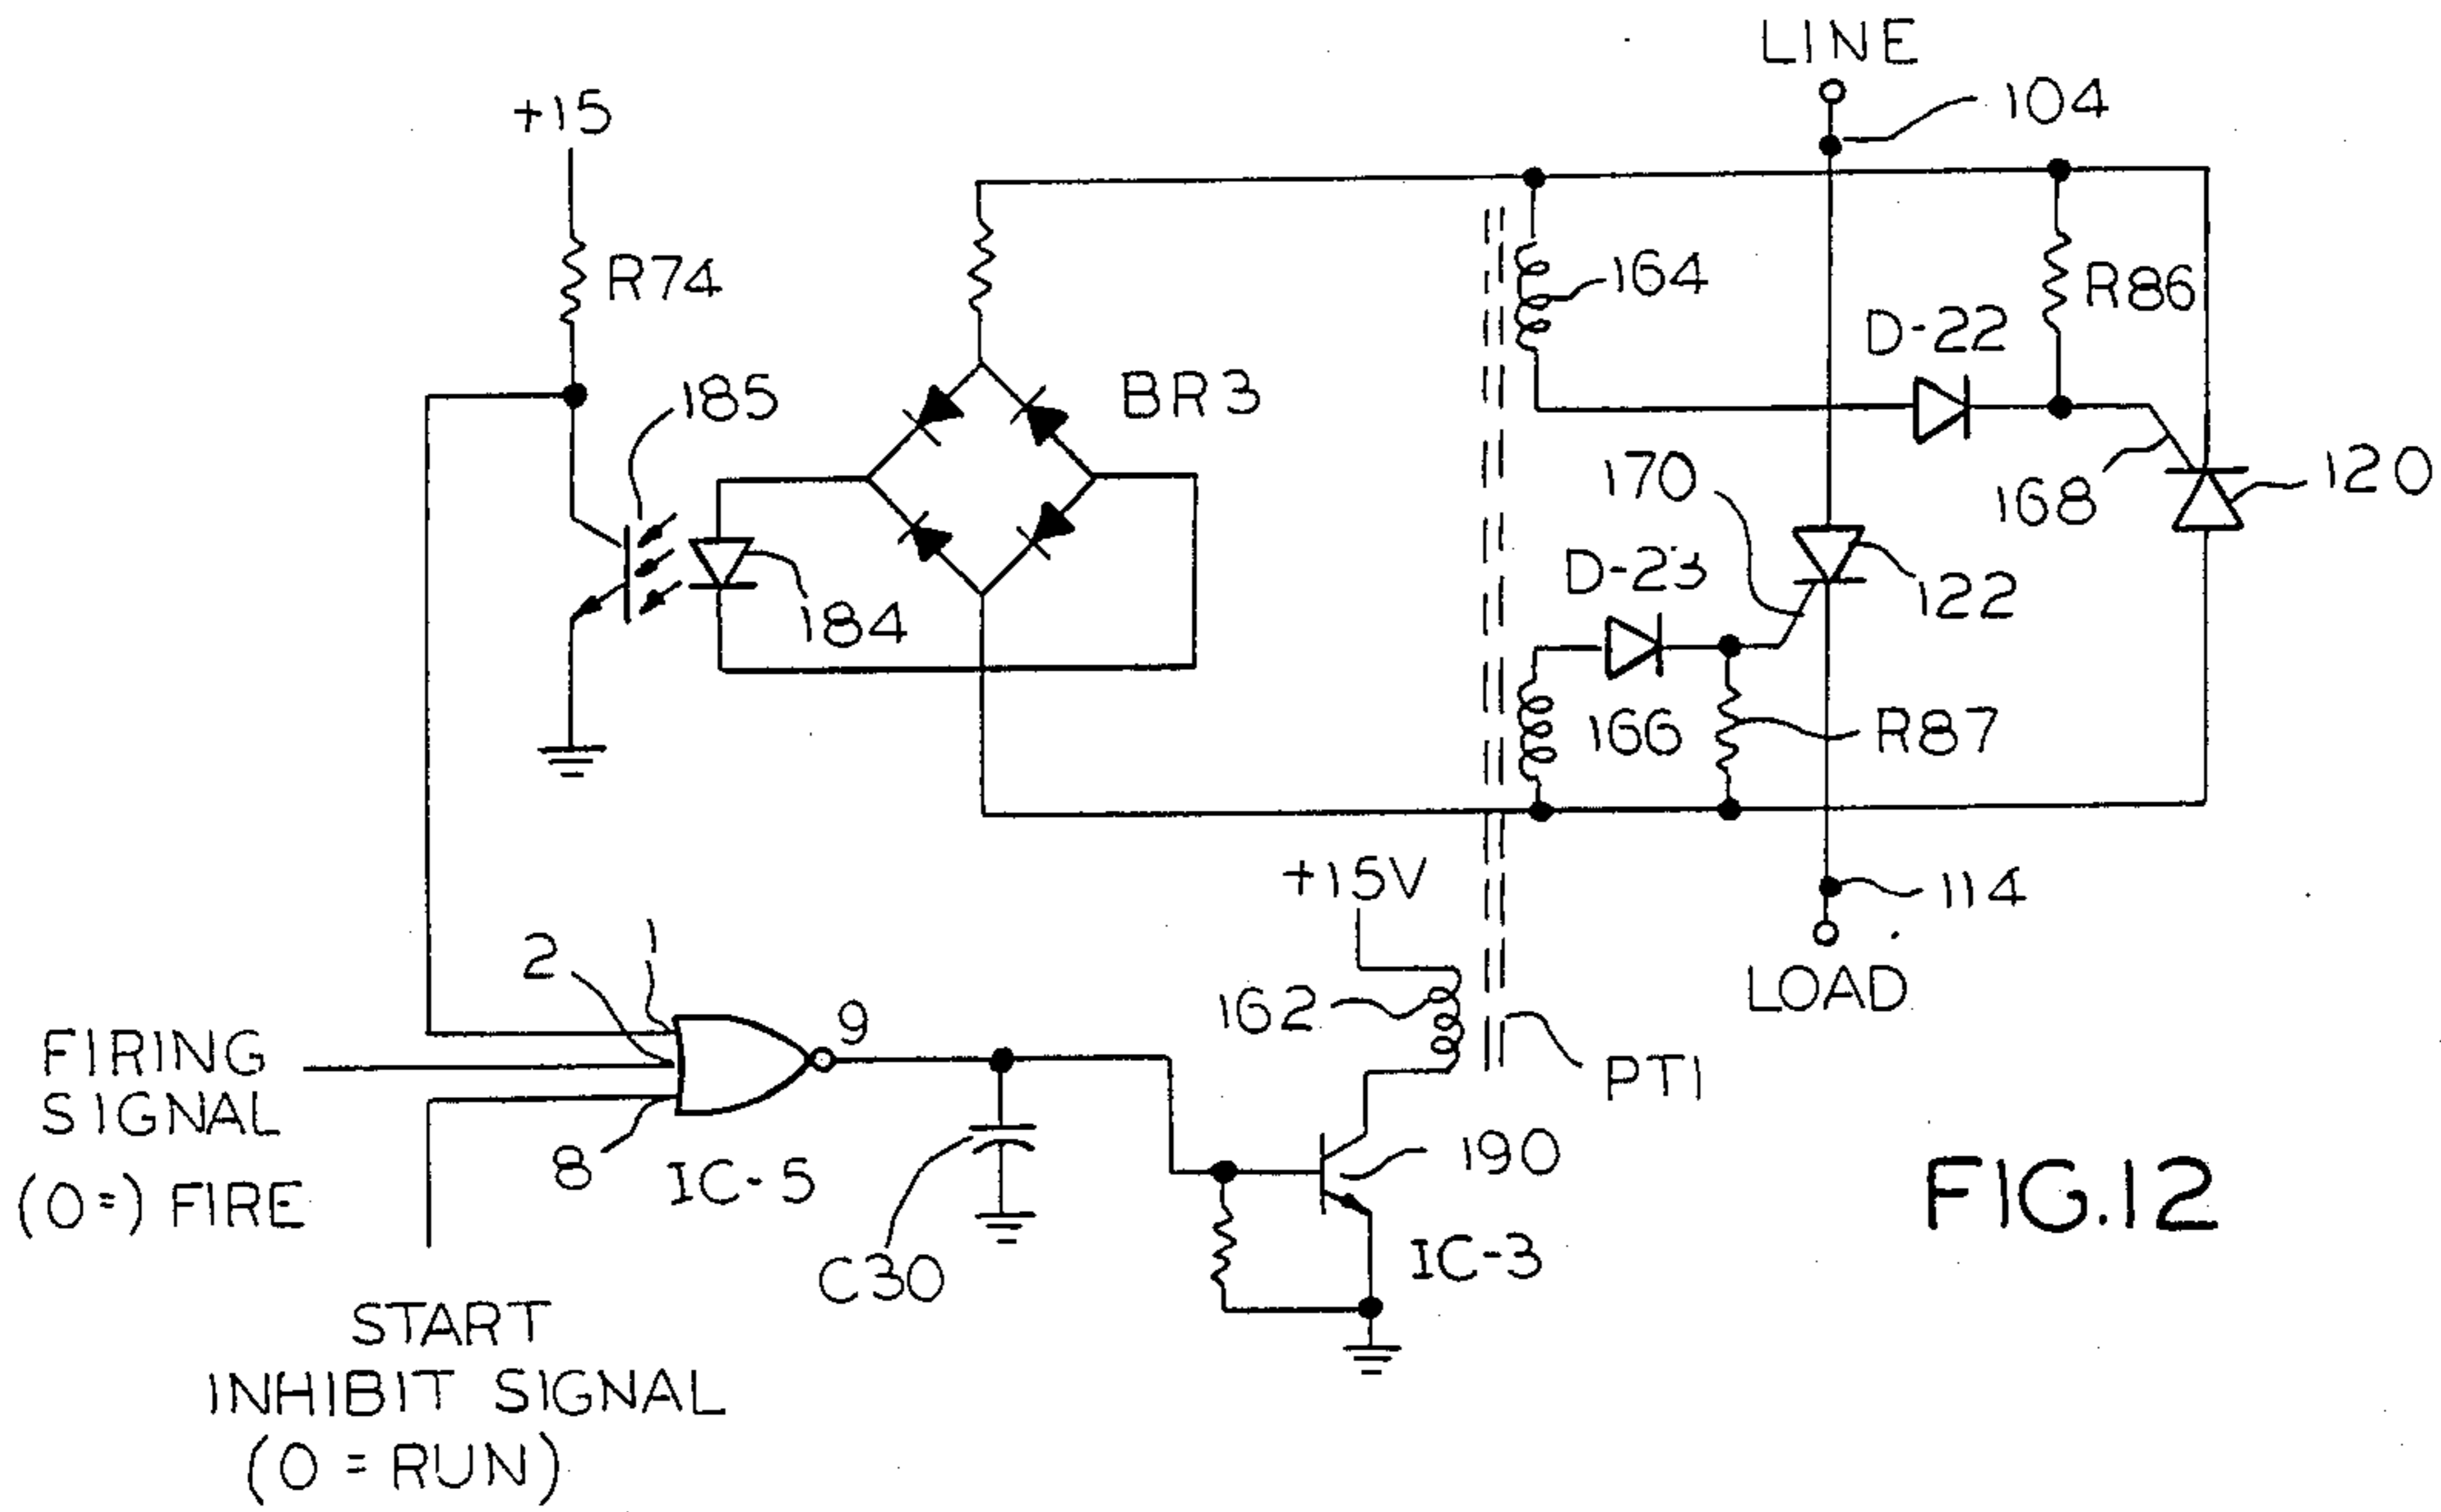 LINE
104
+15
R74
185
BR3
164
R86
D-22
170
168
120
D-23
122
184
166
R87
+15V
114
LOAD
2
1
9
162
PT1
FIRING
SIGNAL
(0=) FIRE
8
IC-5
190
C30
IC-3
FIG.12
START
INHIBIT SIGNAL
(0=RUN)